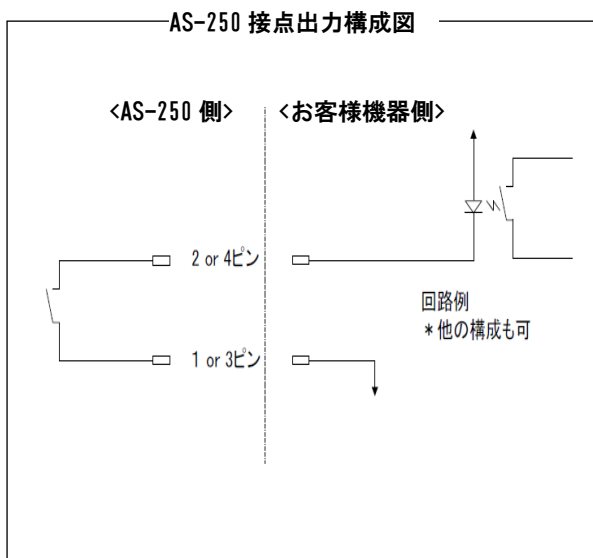 AS-250 接点出力構成図
<AS-250 側>
<お客様機器側>
2 or 4ピン
回路例
*他の構成も可
1 or 3ピン